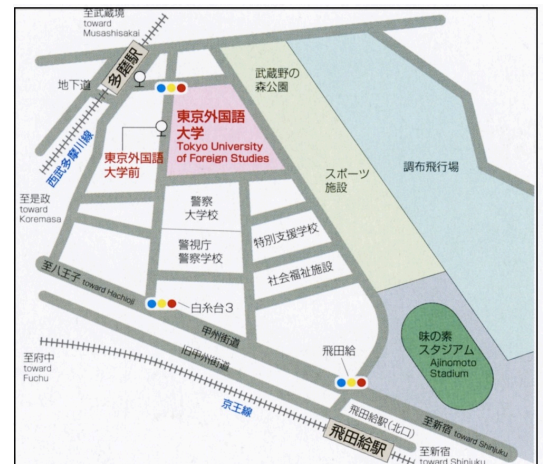 至武蔵境
toward
Musashisakai
多磨駅
地下道
西武多摩川線
東京外国語
大学前
東京外国語
大学
Tokyo University
of Foreign Studies
武蔵野の
森公園
調布飛行場
スポーツ
施設
至是政
toward
Koremasa
警察
大学校
警視庁
警察学校
特別支援学校
社会福祉施設
至八王子 toward Hachioji
白糸台3
甲州街道
旧甲州街道
飛田給
味の素
スタジアム
Ajinomoto
Stadium
至府中
toward
Fuchu
京王線
飛田給駅(北口)
飛田給駅
至新宿 toward Shinjuku
至新宿
toward Shinjuku